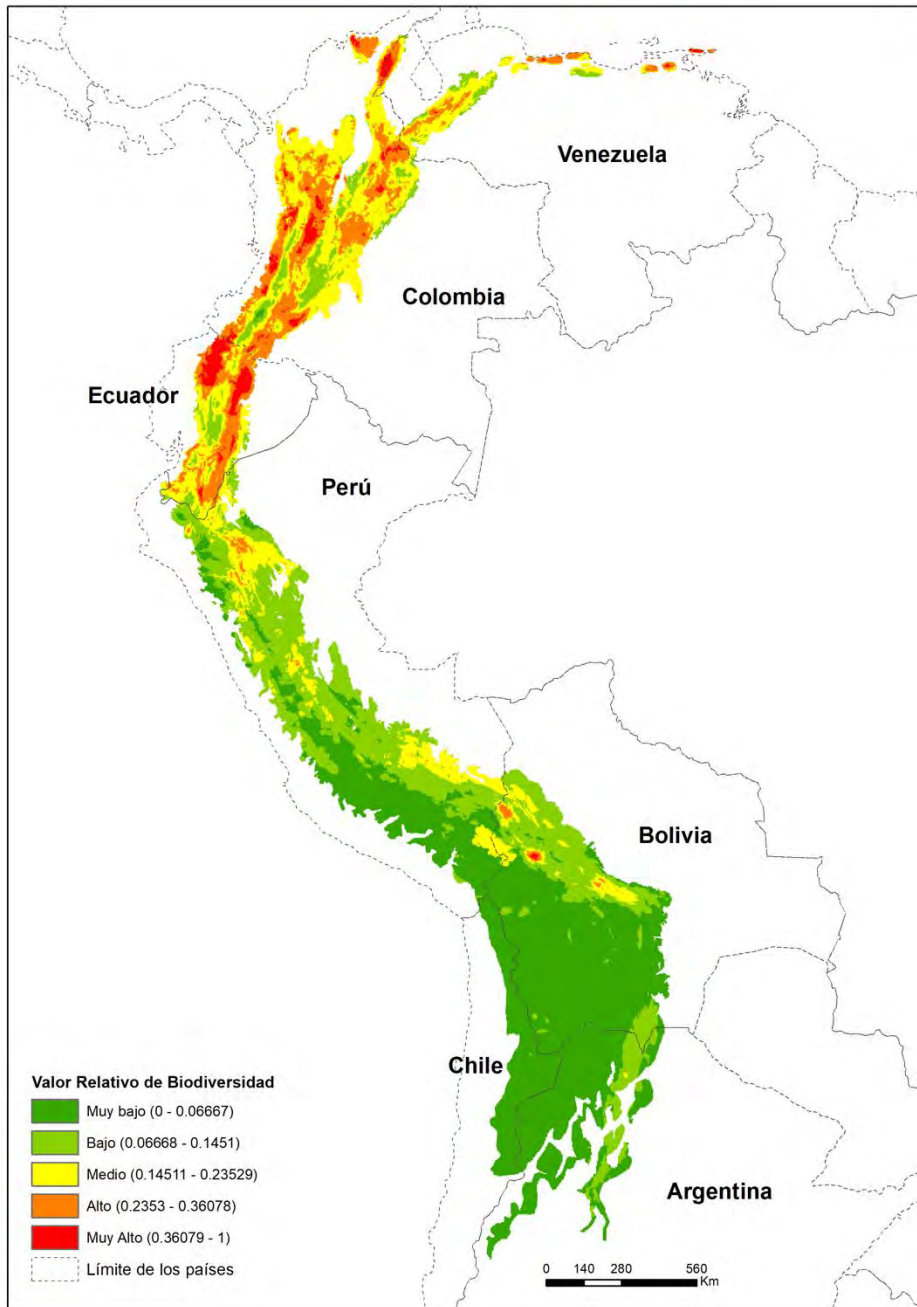 Venezuela
Colombia
Ecuador
Perú
Bolivia
Chile
Argentina
Valor Relativo de Biodiversidad
Muy bajo (0 - 0.06667)
Bajo (0.06668 - 0.1451)
Medio (0.14511 - 0.23529)
Alto (0.2353 - 0.36078)
Muy Alto (0.36079 - 1)
Límite de los países
0 140 280 560
Km